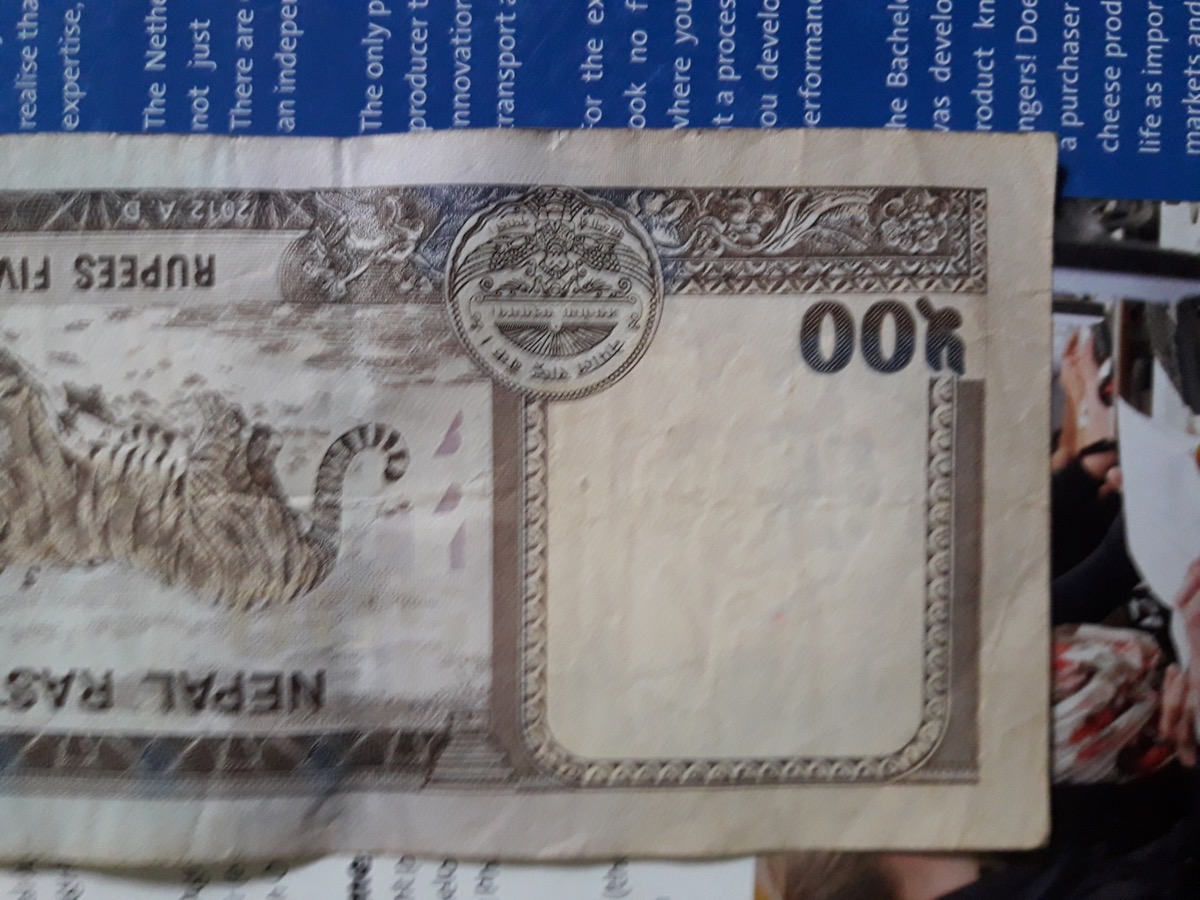 NEPAL RAS
RUPEES FIV
2012 A.D.
नेपाल राष्ट्र बैंक
५००
realise tha
expertise,
The Nethe
not just
There are
an indepe
The only p
producer t
innovation
transport a
For the ex
ook no f
where you
t a proces
ou develo
erformanc
he Bachel
vas develo
roduct kn
ngers! Doe
a purchaser
cheese prod
life as impor
markets and